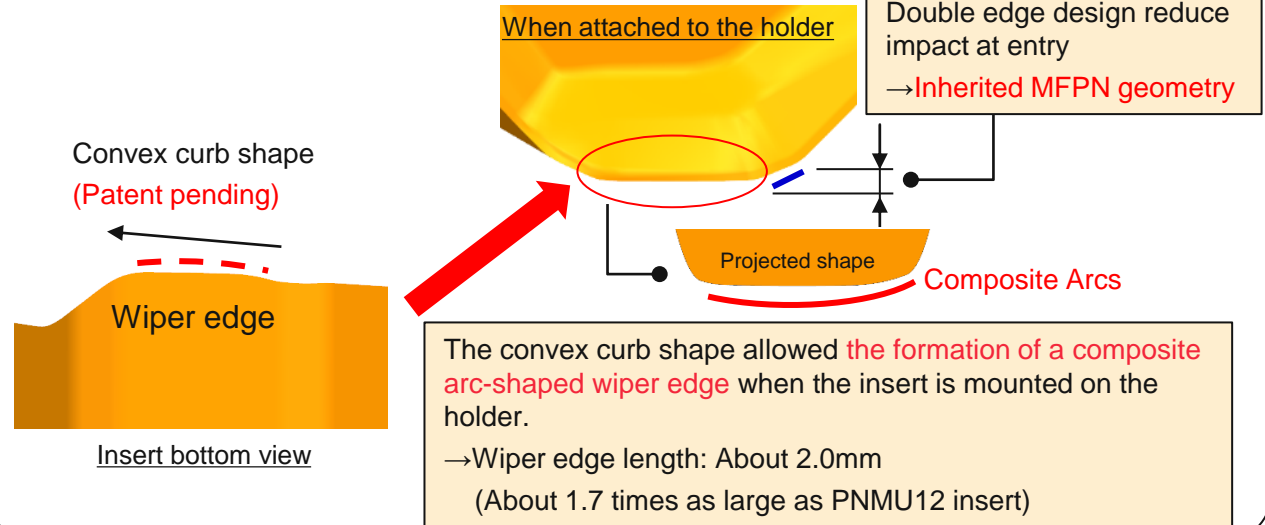 When attached to the holder
Double edge design reduce
impact at entry
→Inherited MFPN geometry
Convex curb shape
(Patent pending)
Wiper edge
Insert bottom view
Projected shape
Composite Arcs
The convex curb shape allowed the formation of a composite
arc-shaped wiper edge when the insert is mounted on the
holder.
→Wiper edge length: About 2.0mm
(About 1.7 times as large as PNMU12 insert)